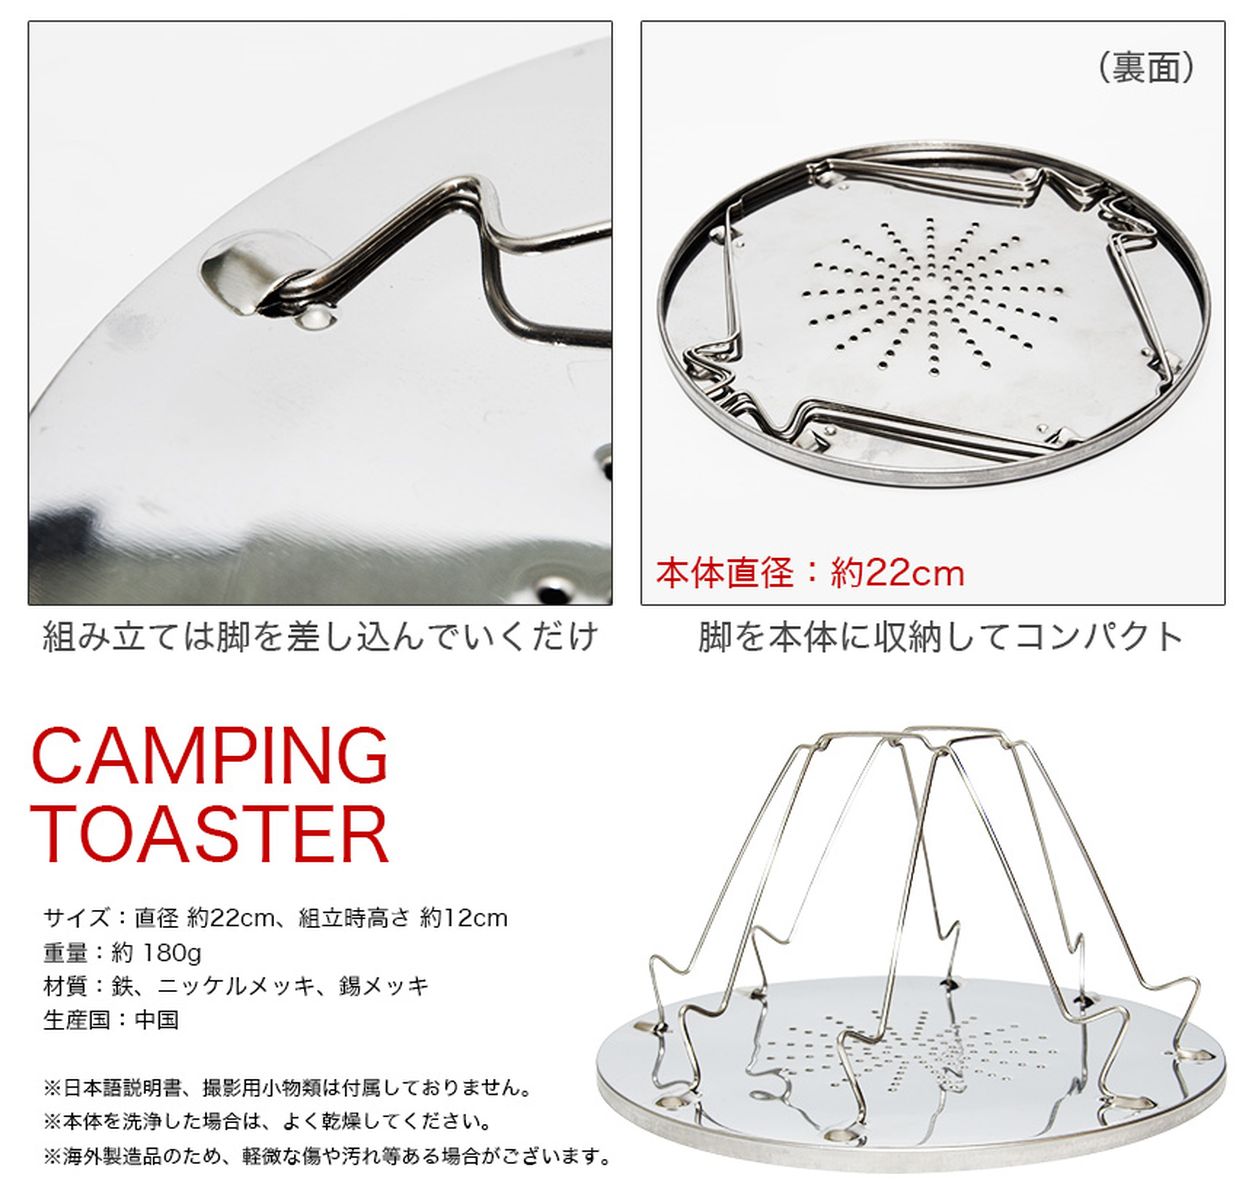 （裏面）
本体直径：約22cm
組み立ては脚を差し込んでいくだけ
脚を本体に収納してコンパクト
CAMPING
TOASTER
サイズ：直径 約22cm、組立時高さ 約12cm
重量：約 180g
材質：鉄、ニッケルメッキ、錫メッキ
生産国：中国
※日本語説明書、撮影用小物類は付属しておりません。
※本体を洗浄した場合は、よく乾燥してください。
※海外製造品のため、軽微な傷や汚れ等ある場合がございます。